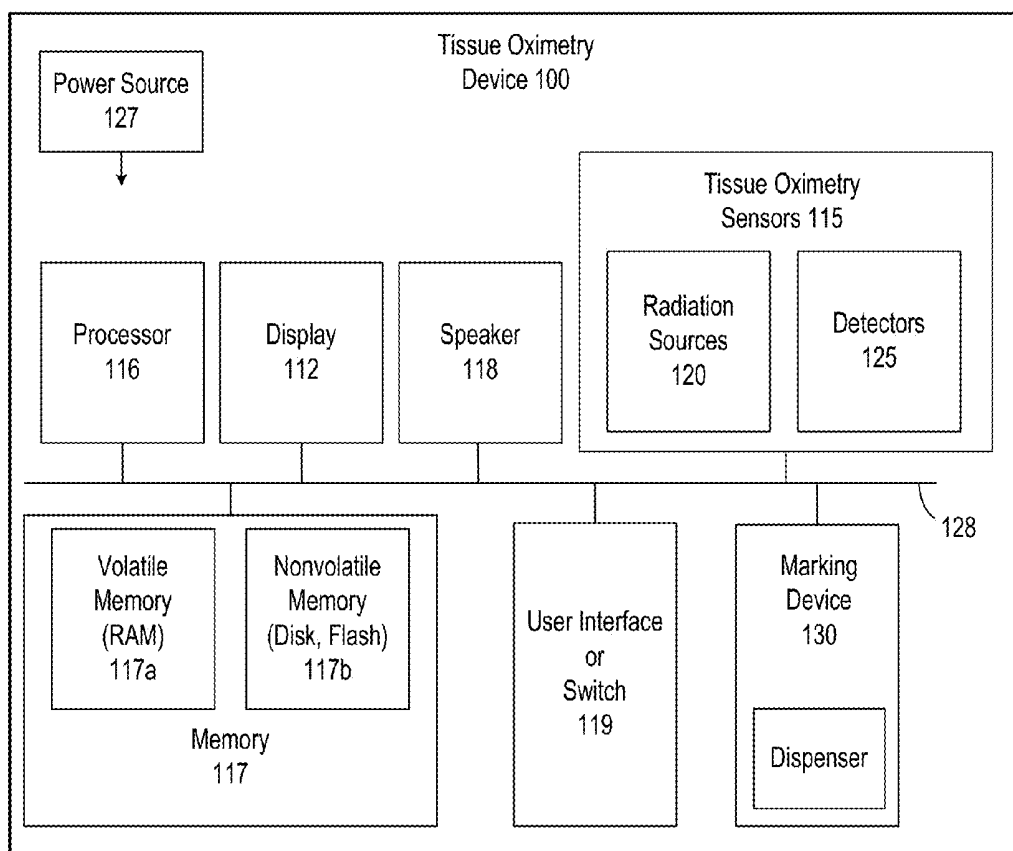 Tissue Oximetry
Device 100
Power Source
127
Tissue Oximetry
Sensors 115
Radiation
Sources
120
Detectors
125
Processor
116
Display
112
Speaker
118
128
Volatile
Memory
(RAM)
117a
Nonvolatile
Memory
(Disk, Flash)
117b
Memory
117
User Interface
or
Switch
119
Marking
Device
130
Dispenser